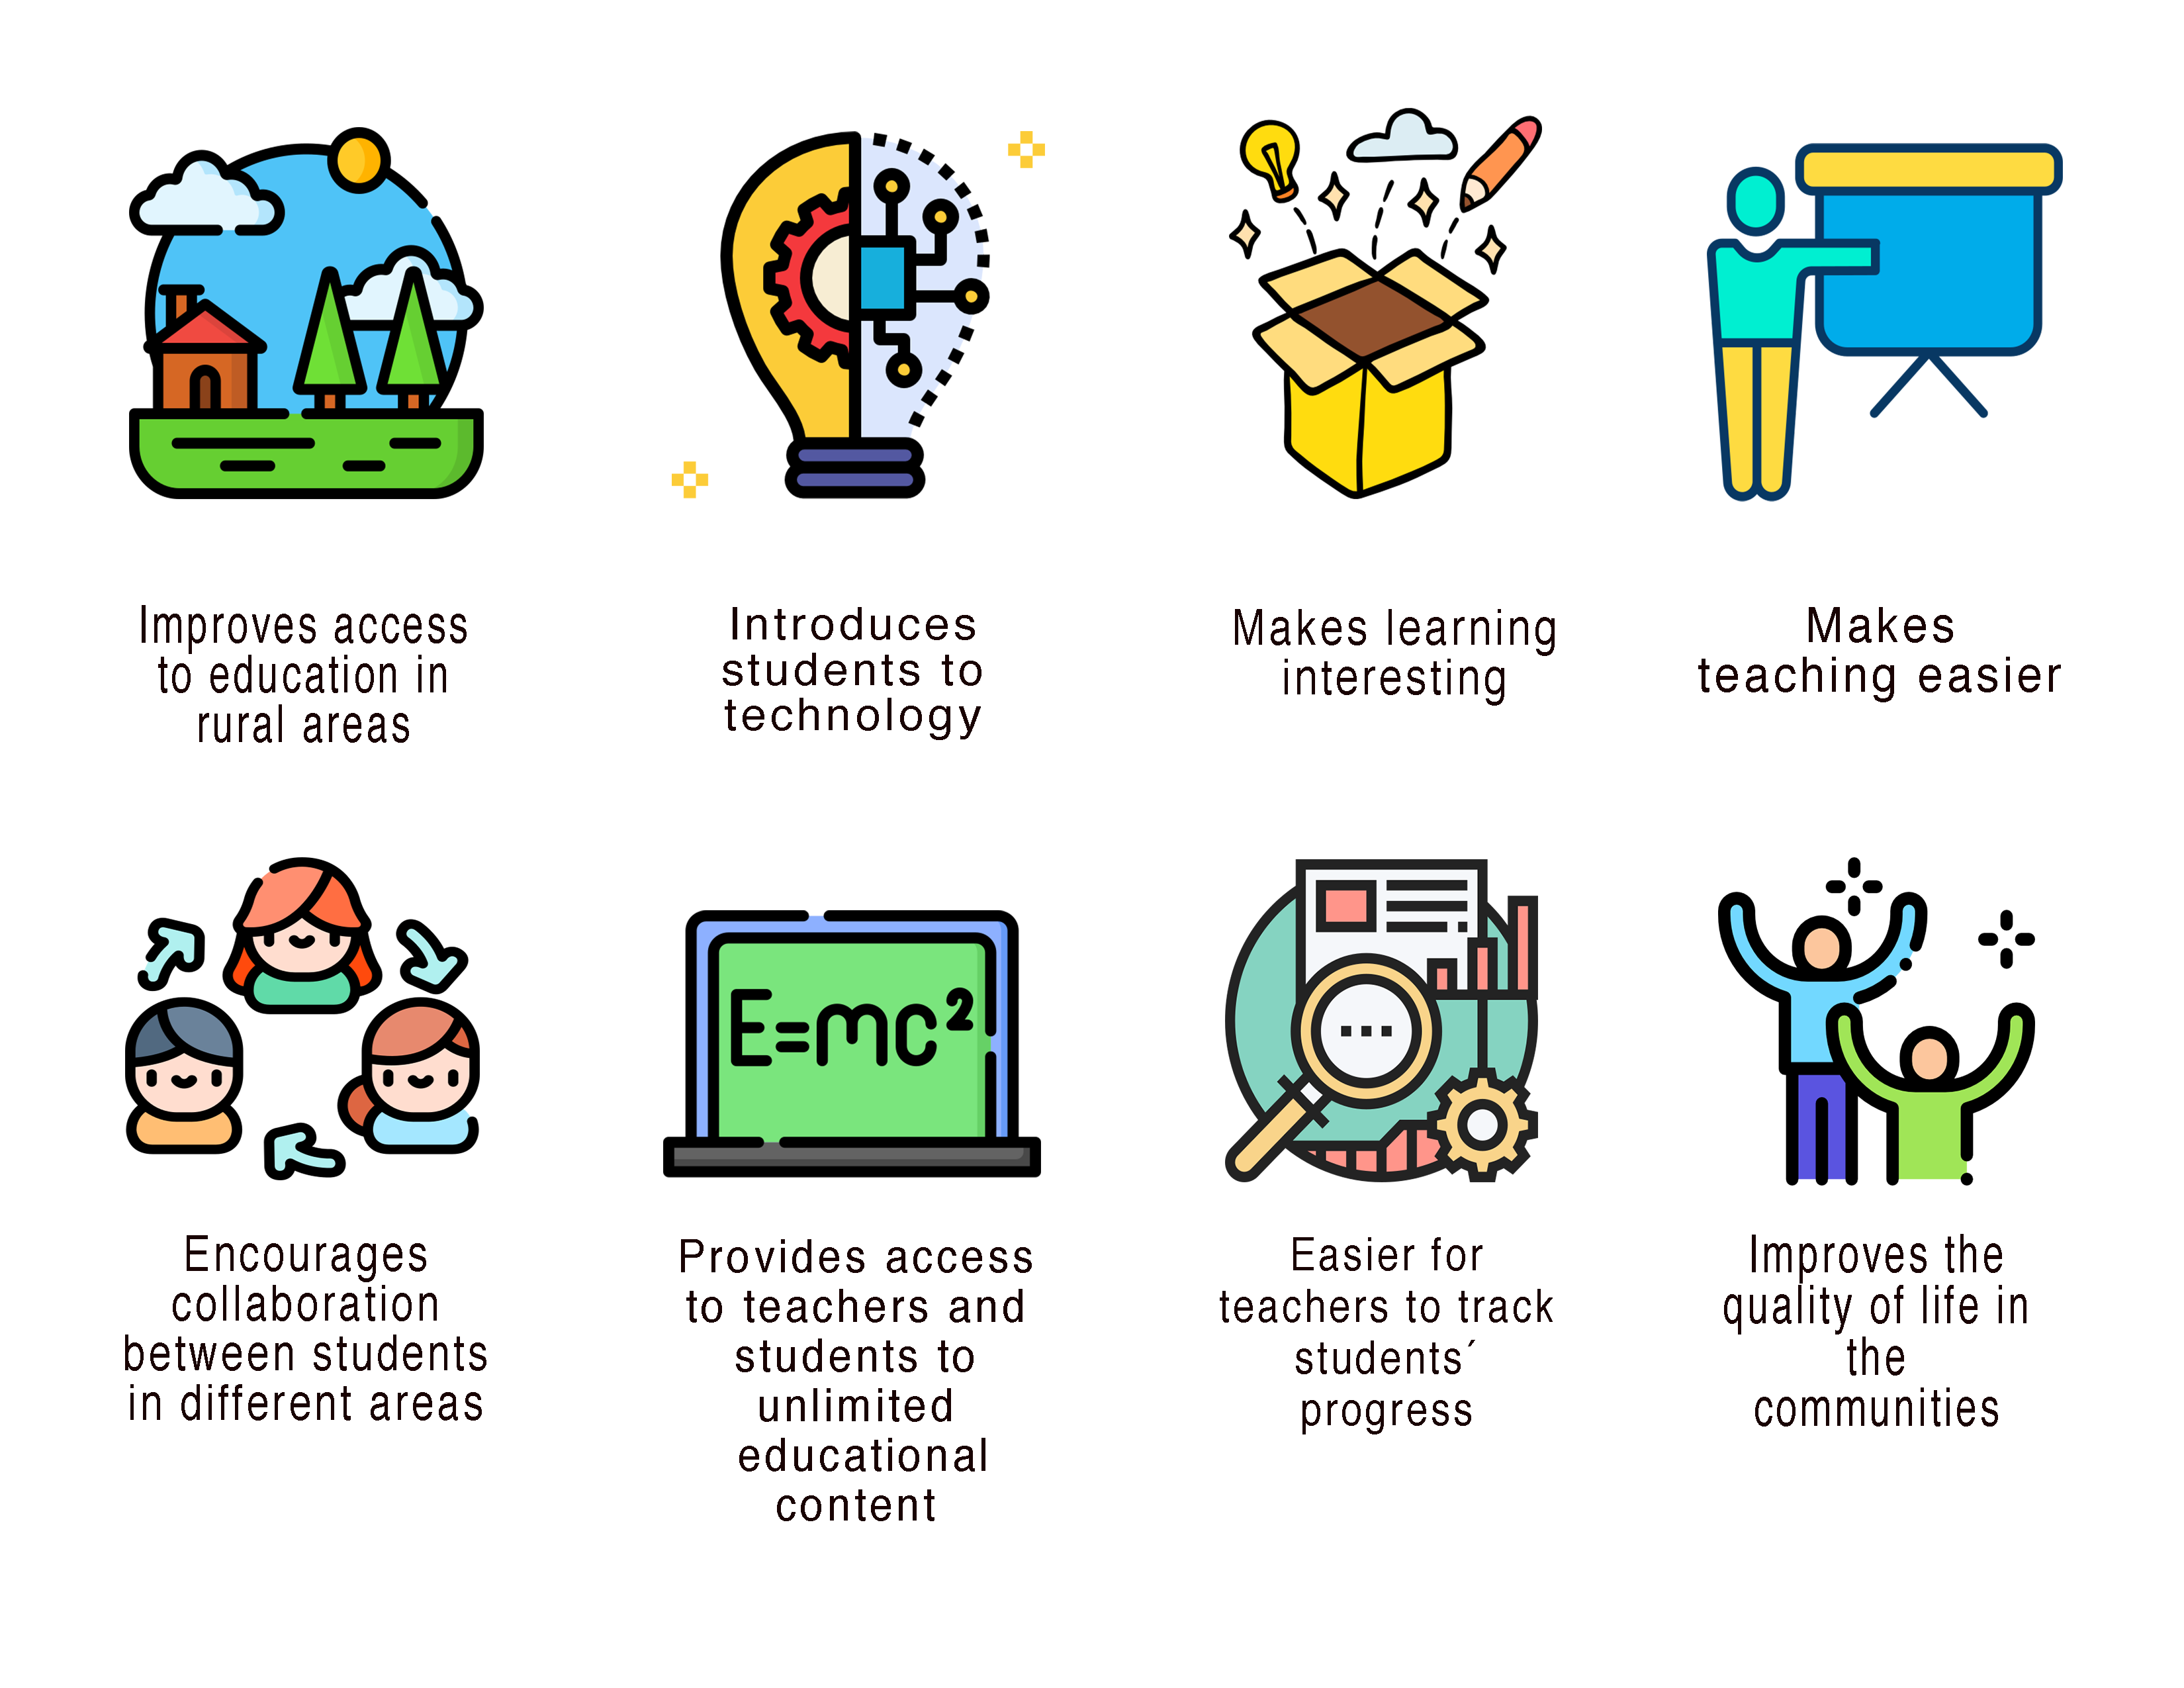 Improves access
to education in
rural areas
Introduces
students to
technology
Makes learning
interesting
Makes
teaching easier
Encourages
collaboration
between students
in different areas
E=mc²
Provides access
to teachers and
students to
unlimited
educational
content
Easier for
teachers to track
students´
progress
Improves the
quality of life in
the
communities